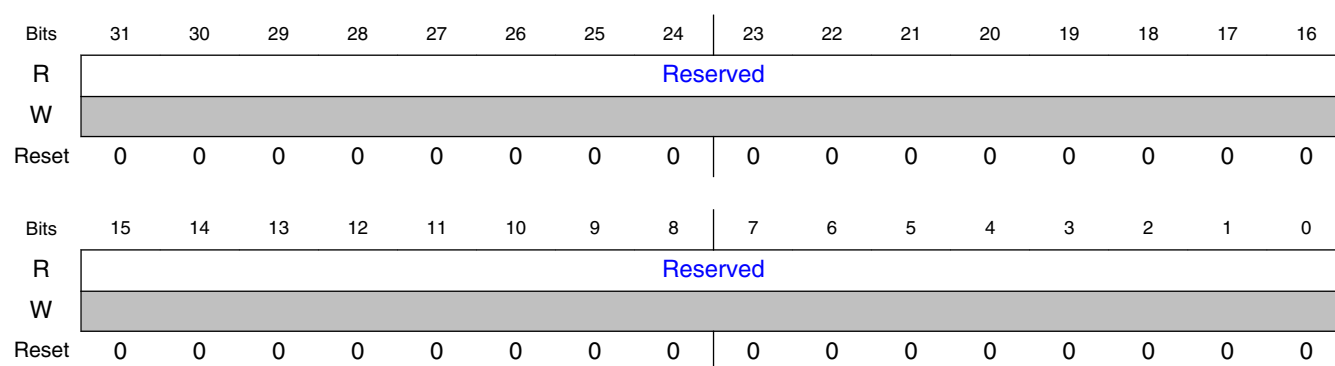 Bits 31 30 29 28 27 26 25 24 23 22 21 20 19 18 17 16
R Reserved
W
Reset 0 0 0 0 0 0 0 0 0 0 0 0 0 0 0 0
Bits 15 14 13 12 11 10 9 8 7 6 5 4 3 2 1 0
R Reserved
W
Reset 0 0 0 0 0 0 0 0 0 0 0 0 0 0 0 0